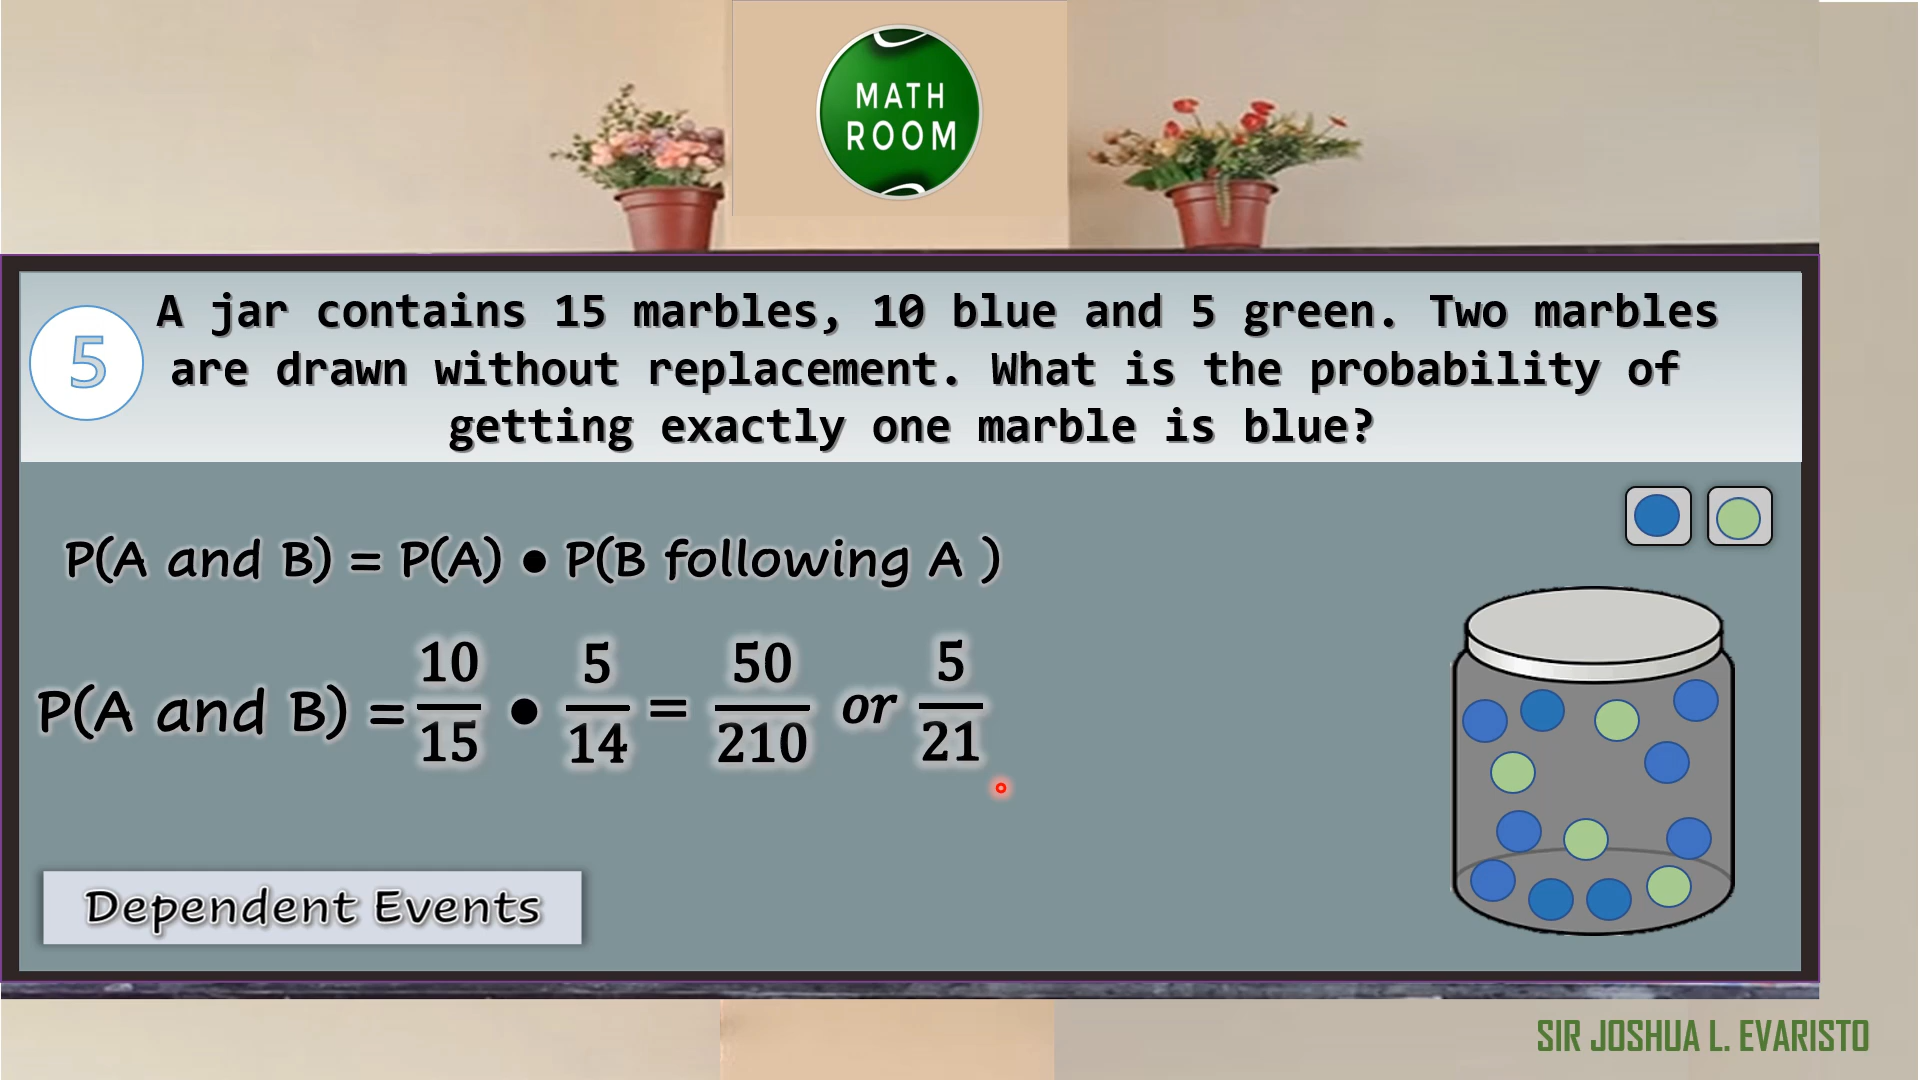 MATH
ROOM
5
A jar contains 15 marbles, 10 blue and 5 green. Two marbles
are drawn without replacement. What is the probability of
getting exactly one marble is blue?
P(A and B) = P(A) ● P(B following A )
P(A and B) = 10/15 ● 5/14 = 50/210 or 5/21
Dependent Events
SIR JOSHUA L. EVARISTO